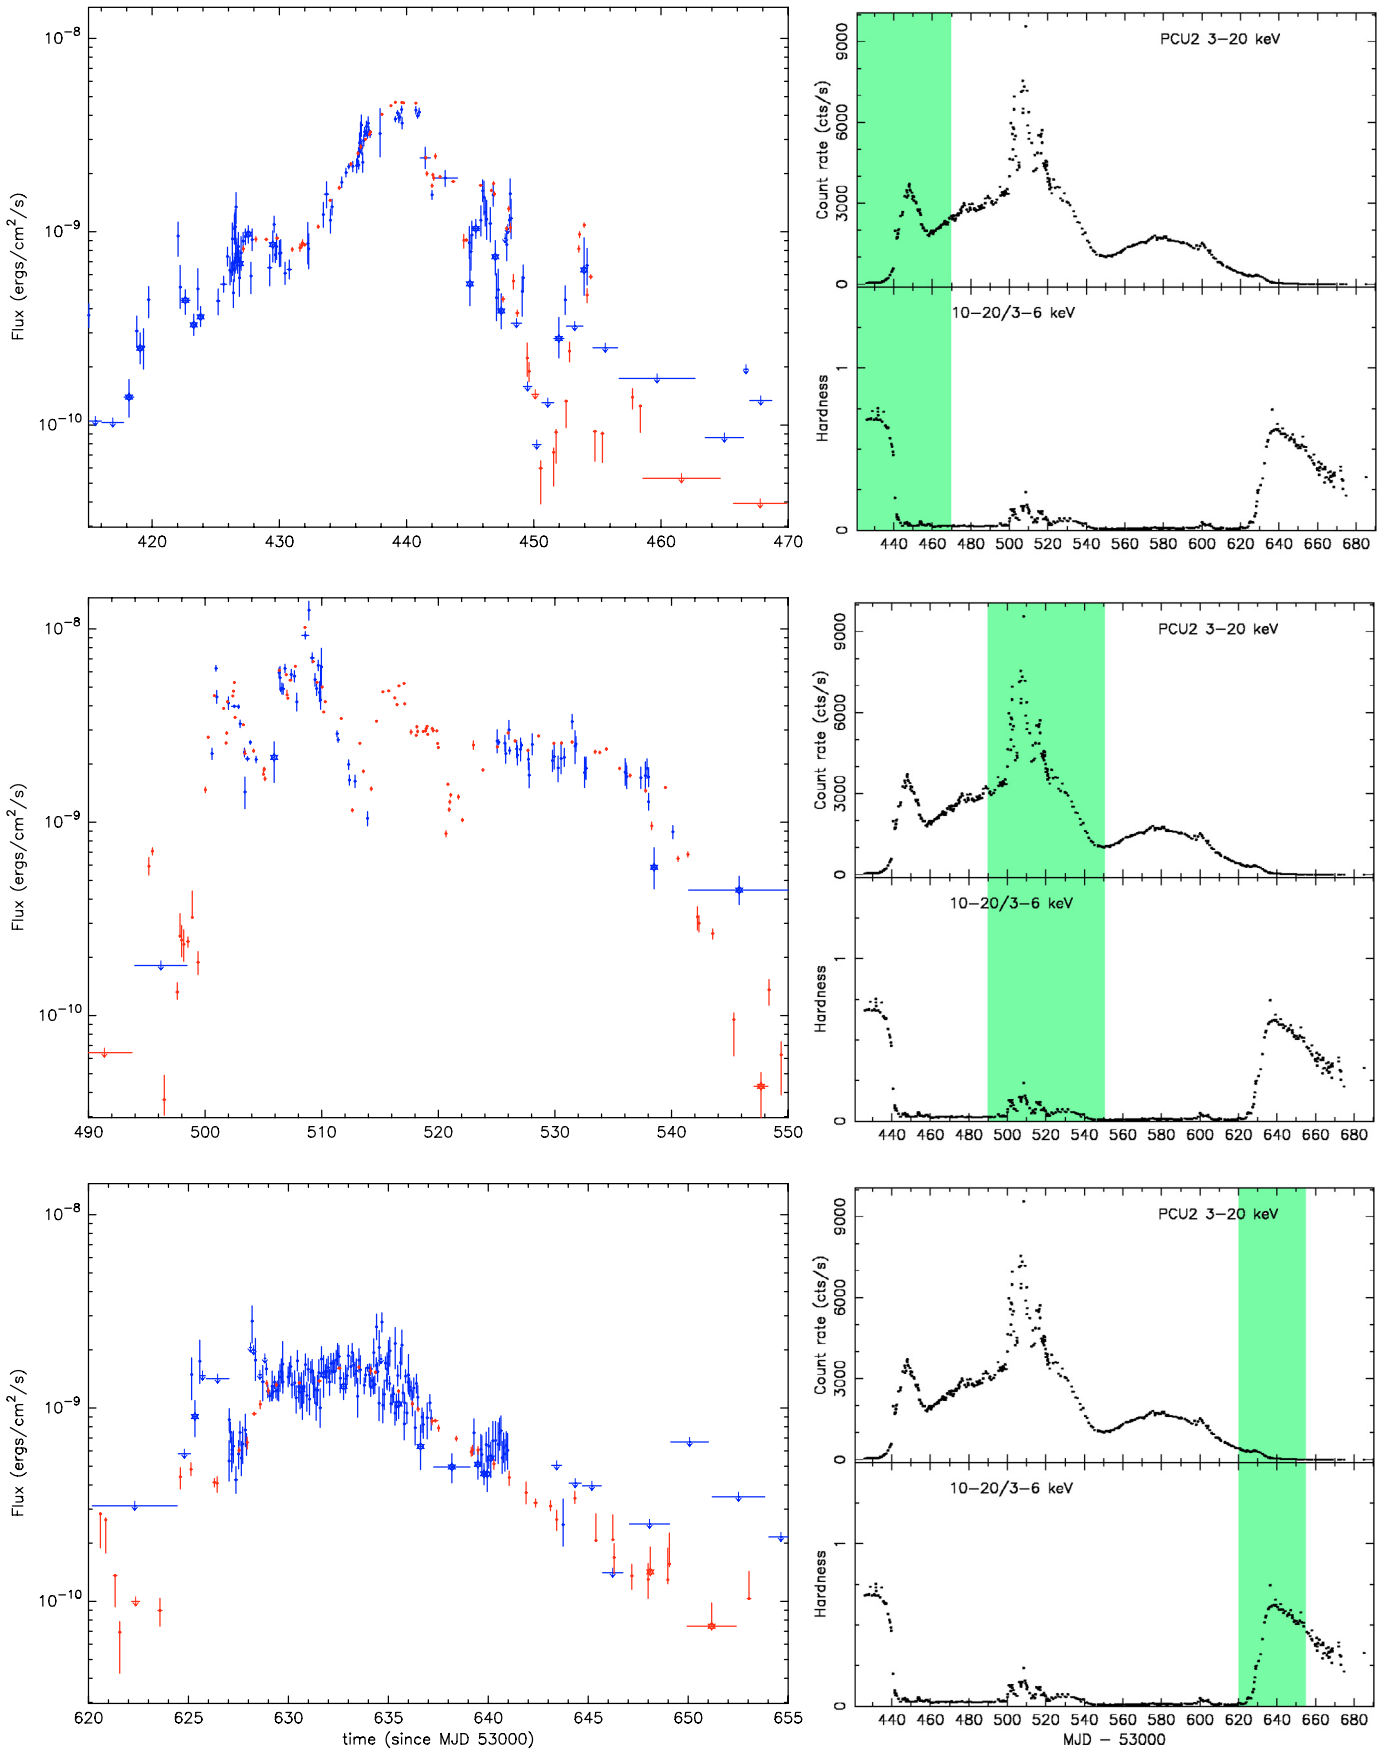 10⁻⁸
10⁻⁹
10⁻¹⁰
Flux (ergs/cm²/s)
420 430 440 450 460 470
PCU2 3−20 keV
Count rate (cts/s)
9000
6000
3000
0
10−20/3−6 keV
Hardness
1
0
440 460 480 500 520 540 560 580 600 620 640 660 680
10⁻⁸
10⁻⁹
10⁻¹⁰
Flux (ergs/cm²/s)
490 500 510 520 530 540 550
PCU2 3−20 keV
Count rate (cts/s)
9000
6000
3000
0
10−20/3−6 keV
Hardness
1
0
440 460 480 500 520 540 560 580 600 620 640 660 680
10⁻⁸
10⁻⁹
10⁻¹⁰
Flux (ergs/cm²/s)
620 625 630 635 640 645 650 655
time (since MJD 53000)
PCU2 3−20 keV
Count rate (cts/s)
9000
6000
3000
0
10−20/3−6 keV
Hardness
1
0
440 460 480 500 520 540 560 580 600 620 640 660 680
MJD − 53000